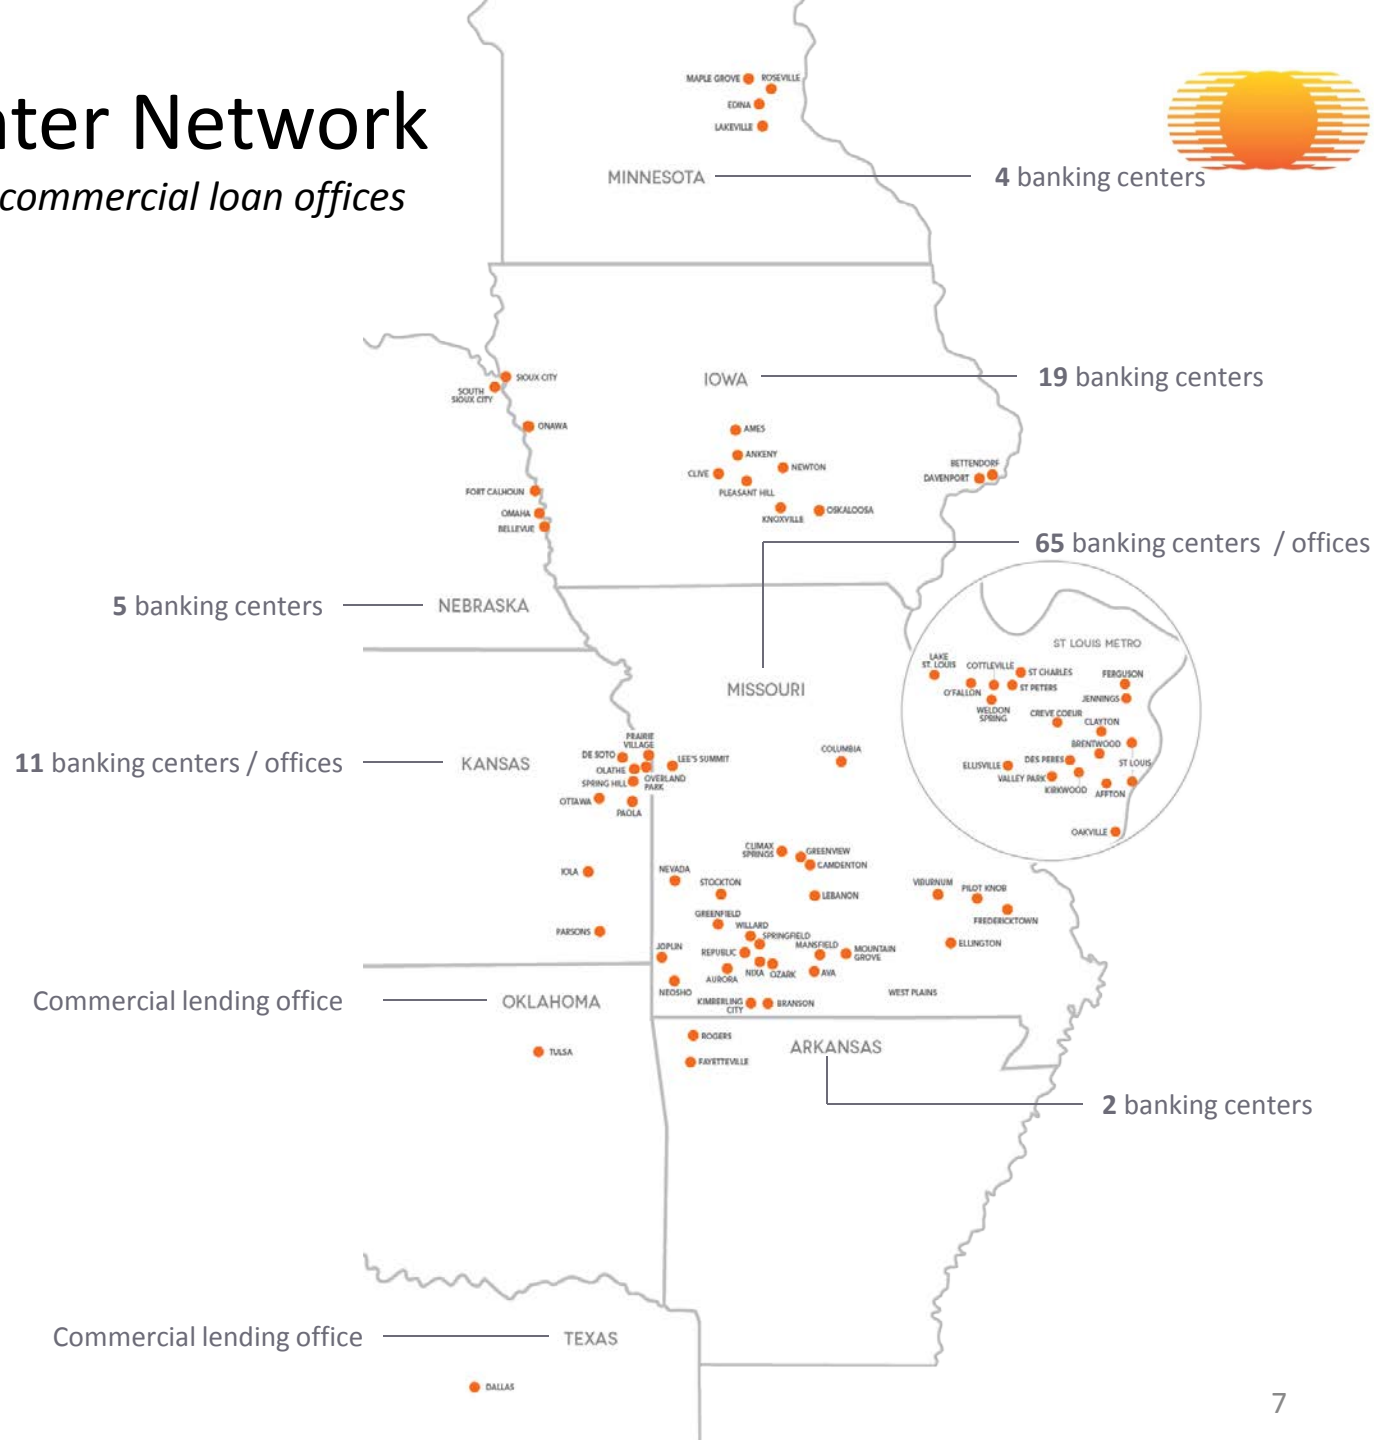 nter Network
commercial loan offices
MAPLE GROVE
ROSEVILLE
EDINA
LAKEVILLE
MINNESOTA
4 banking centers
SIOUX CITY
SOUTH
SIOUX CITY
ONAWA
IOWA
19 banking centers
AMES
ANKENY
CLIVE
NEWTON
PLEASANT HILL
BETTENDORF
DAVENPORT
KNOXVILLE
OSKALOOSA
FORT CALHOUN
OMAHA
BELLEVUE
65 banking centers / offices
5 banking centers
NEBRASKA
MISSOURI
ST LOUIS METRO
LAKE
ST. LOUIS
COTTLEVILLE
ST CHARLES
FERGUSON
O'FALLON
ST PETERS
JENNINGS
WELDON
SPRING
CREVE COEUR
CLAYTON
BRENTWOOD
ELLISVILLE
DES PERES
ST LOUIS
VALLEY PARK
KIRKWOOD
AFFTON
OAKVILLE
11 banking centers / offices
KANSAS
PRAIRIE
VILLAGE
DE SOTO
LEE'S SUMMIT
OLATHE
SPRING HILL
OVERLAND
PARK
OTTAWA
PAOLA
COLUMBIA
IOLA
PARSONS
CLIMAX
SPRINGS
GREENVIEW
CAMDENTON
NEVADA
STOCKTON
LEBANON
VIBURNUM
PILOT KNOB
FREDERICKTOWN
GREENFIELD
WILLARD
SPRINGFIELD
JOPLIN
REPUBLIC
MANSFIELD
MOUNTAIN
GROVE
ELLINGTON
AURORA
NIXA
OZARK
AVA
NEOSHO
KIMBERLING
CITY
BRANSON
WEST PLAINS
Commercial lending office
OKLAHOMA
TULSA
ROGERS
FAYETTEVILLE
ARKANSAS
2 banking centers
Commercial lending office
TEXAS
DALLAS
7